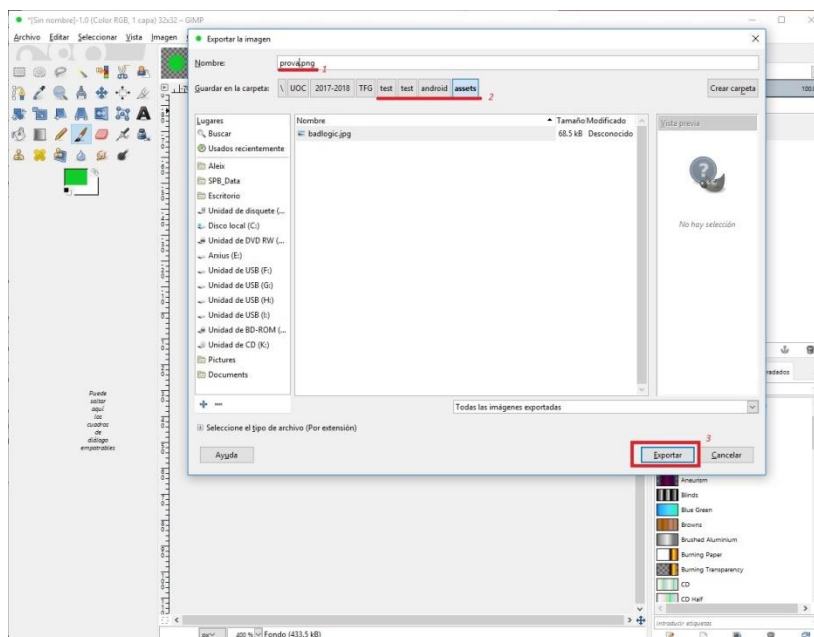 *[Sin nombre]-1.0 (Color RGB, 1 capa) 32x32 – GIMP
Archivo Editar Seleccionar Vista Imagen
Exportar la imagen
Nombre:
prova.png
1
Guardar en la carpeta:
\ UOC 2017-2018 TFG test test android assets
2
Crear carpeta
Lugares
Buscar
Usados recientemente
Aleix
SPB_Data
Escritorio
Unidad de disquete (...
Disco local (C:)
Unidad de DVD RW (...
Arxius (E:)
Unidad de USB (F:)
Unidad de USB (G:)
Unidad de USB (H:)
Unidad de USB (I:)
Unidad de BD-ROM (...
Unidad de CD (K:)
Pictures
Documents
Nombre Tamaño Modificado
badlogic.jpg 68.5 kB Desconocido
Vista previa
No hay selección
Todas las imágenes exportadas
Seleccione el tipo de archivo (Por extensión)
Ayuda
3
Exportar
Cancelar
Puede
soltar
aquí
los
cuadros
de
diálogo
empotrables
100,
radados
Aneurism
Blinds
Blue Green
Browns
Brushed Aluminium
Burning Paper
Burning Transparency
CD
CD Half
introducir etiquetas
px 400 % Fondo (433,5 kB)